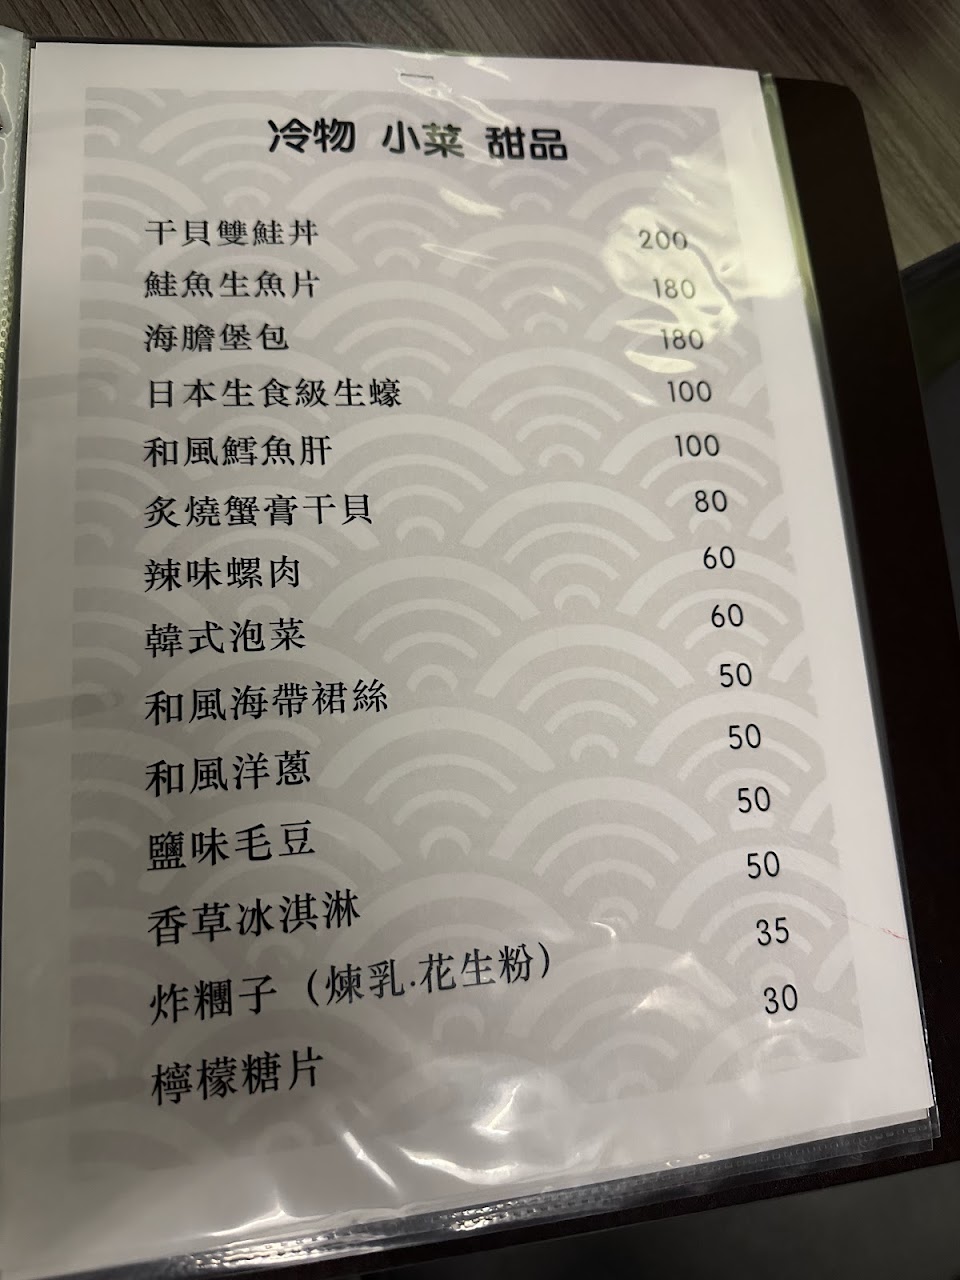 冷物 小菜 甜品
干貝雙鮭丼 200
鮭魚生魚片 180
海膽堡包 180
日本生食級生蠔 100
和風鱈魚肝 100
炙燒蟹膏干貝 80
辣味螺肉 60
韓式泡菜 60
和風海帶裙絲 50
和風洋蔥 50
鹽味毛豆 50
香草冰淇淋 50
炸糰子（煉乳.花生粉） 35
檸檬糖片 30